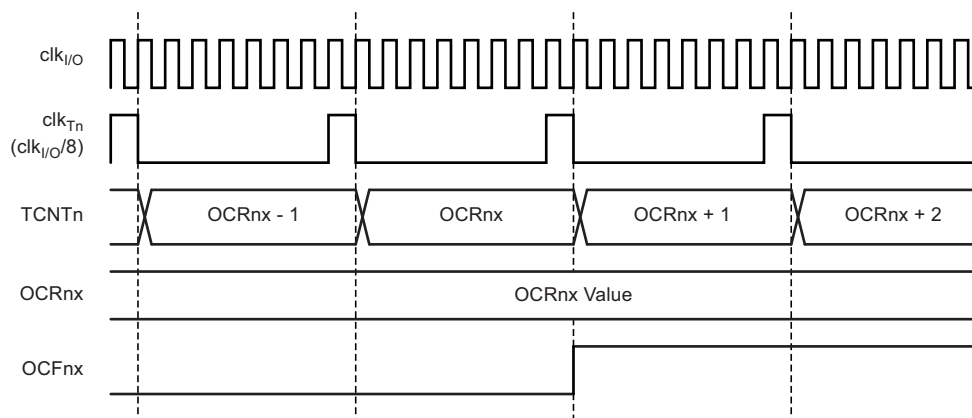 clkI/O
clkTn
(clkI/O/8)
TCNTn OCRnx - 1 OCRnx OCRnx + 1 OCRnx + 2
OCRnx OCRnx Value
OCFnx